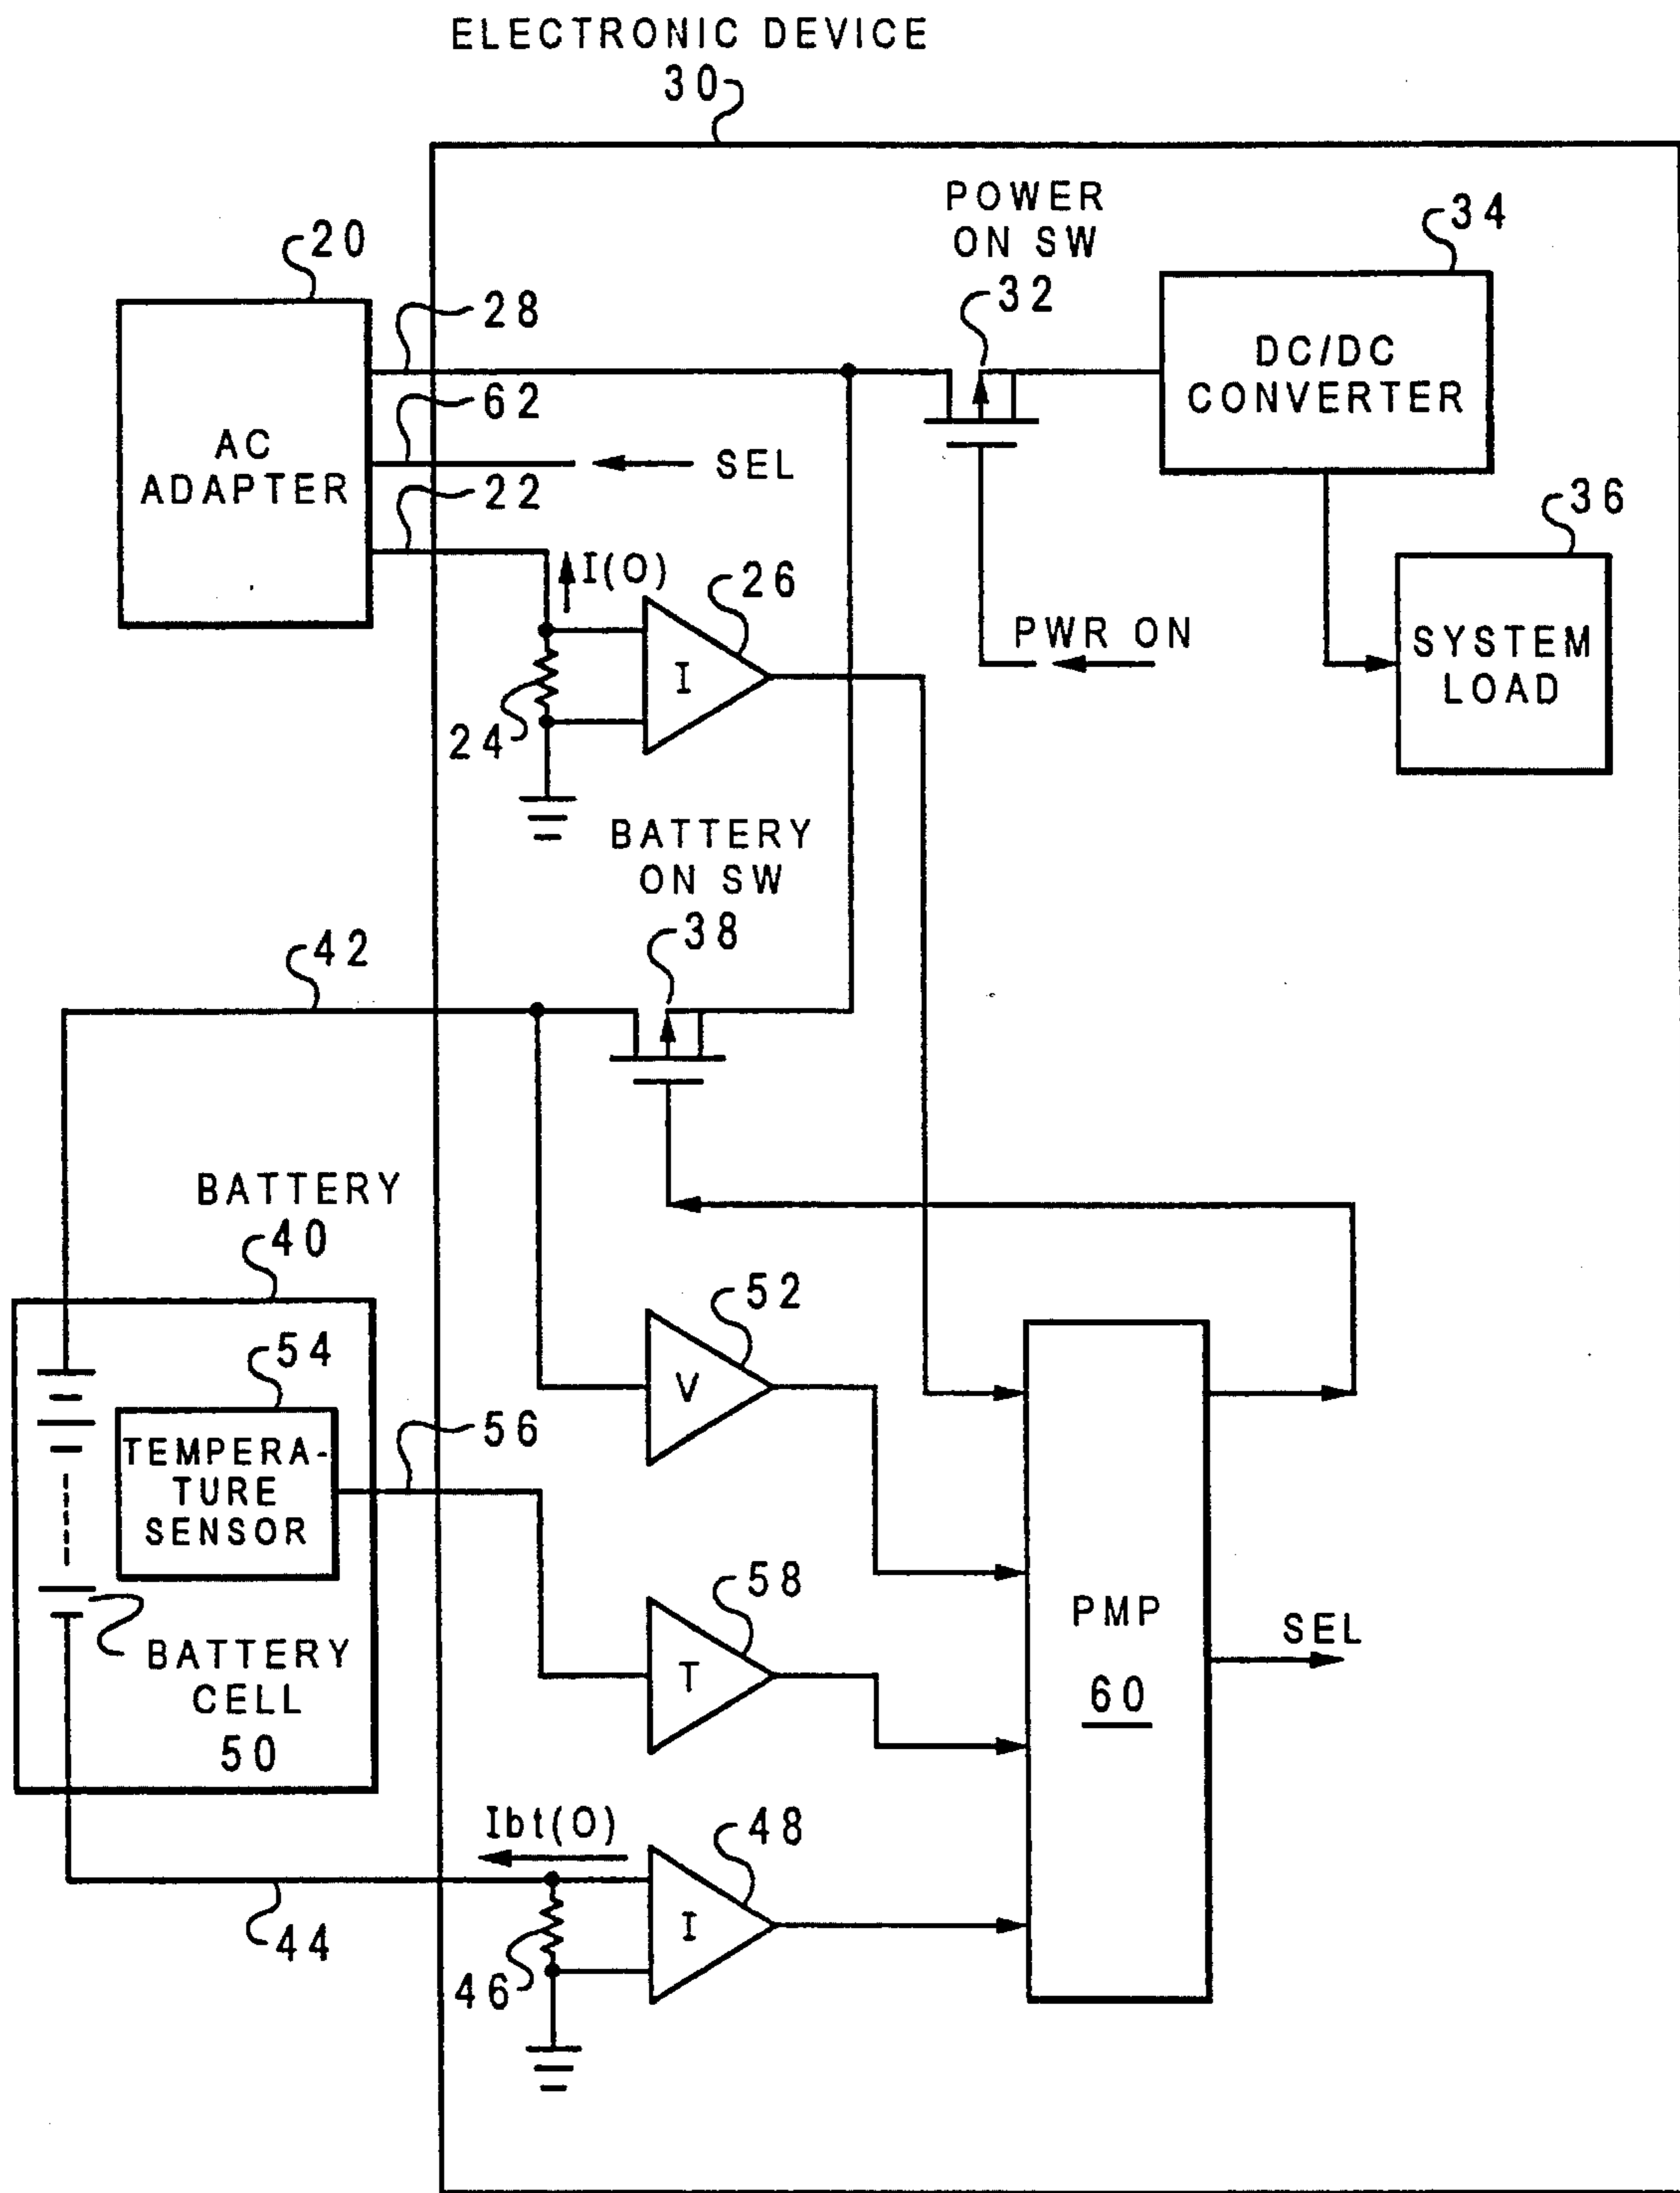 ELECTRONIC DEVICE
30
POWER
ON SW
32
34
20
28
DC/DC
CONVERTER
62
AC
ADAPTER
SEL
22
36
I(O)
26
I
PWR ON
SYSTEM
LOAD
24
BATTERY
ON SW
38
42
BATTERY
40
52
54
V
56
TEMPERA-
TURE
SENSOR
58
PMP
60
SEL
BATTERY
CELL
50
T
Ibt(O)
48
I
44
46